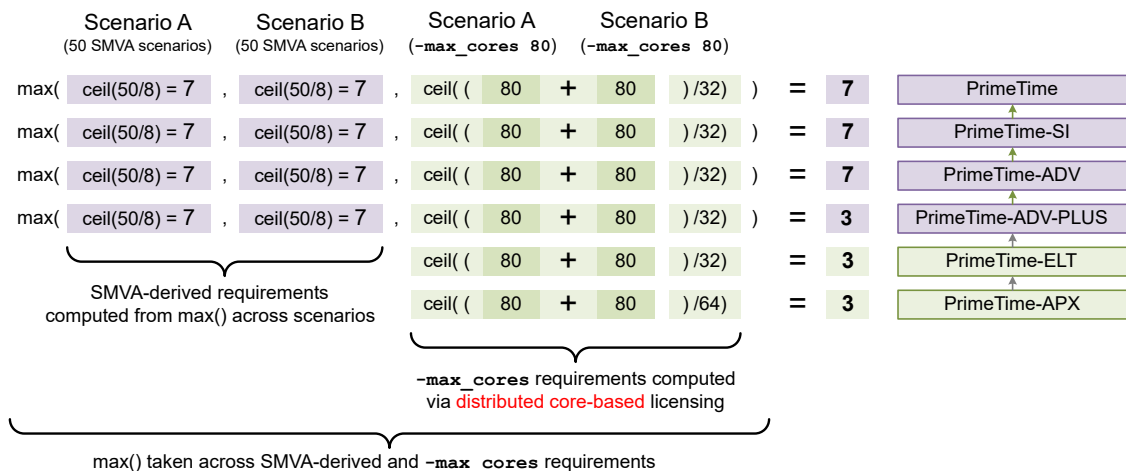 Scenario A Scenario B Scenario A Scenario B
(50 SMVA scenarios) (50 SMVA scenarios) (-max_cores 80) (-max_cores 80)
max( ceil(50/8) = 7 , ceil(50/8) = 7 , ceil(( 80 + 80 ) /32) ) = 7 PrimeTime
max( ceil(50/8) = 7 , ceil(50/8) = 7 , ceil(( 80 + 80 ) /32) ) = 7 PrimeTime-SI
max( ceil(50/8) = 7 , ceil(50/8) = 7 , ceil(( 80 + 80 ) /32) ) = 7 PrimeTime-ADV
max( ceil(50/8) = 7 , ceil(50/8) = 7 , ceil(( 80 + 80 ) /32) ) = 3 PrimeTime-ADV-PLUS
ceil(( 80 + 80 ) /32) = 3 PrimeTime-ELT
ceil(( 80 + 80 ) /64) = 3 PrimeTime-APX
SMVA-derived requirements
computed from max() across scenarios
-max_cores requirements computed
via distributed core-based licensing
max() taken across SMVA-derived and -max_cores requirements